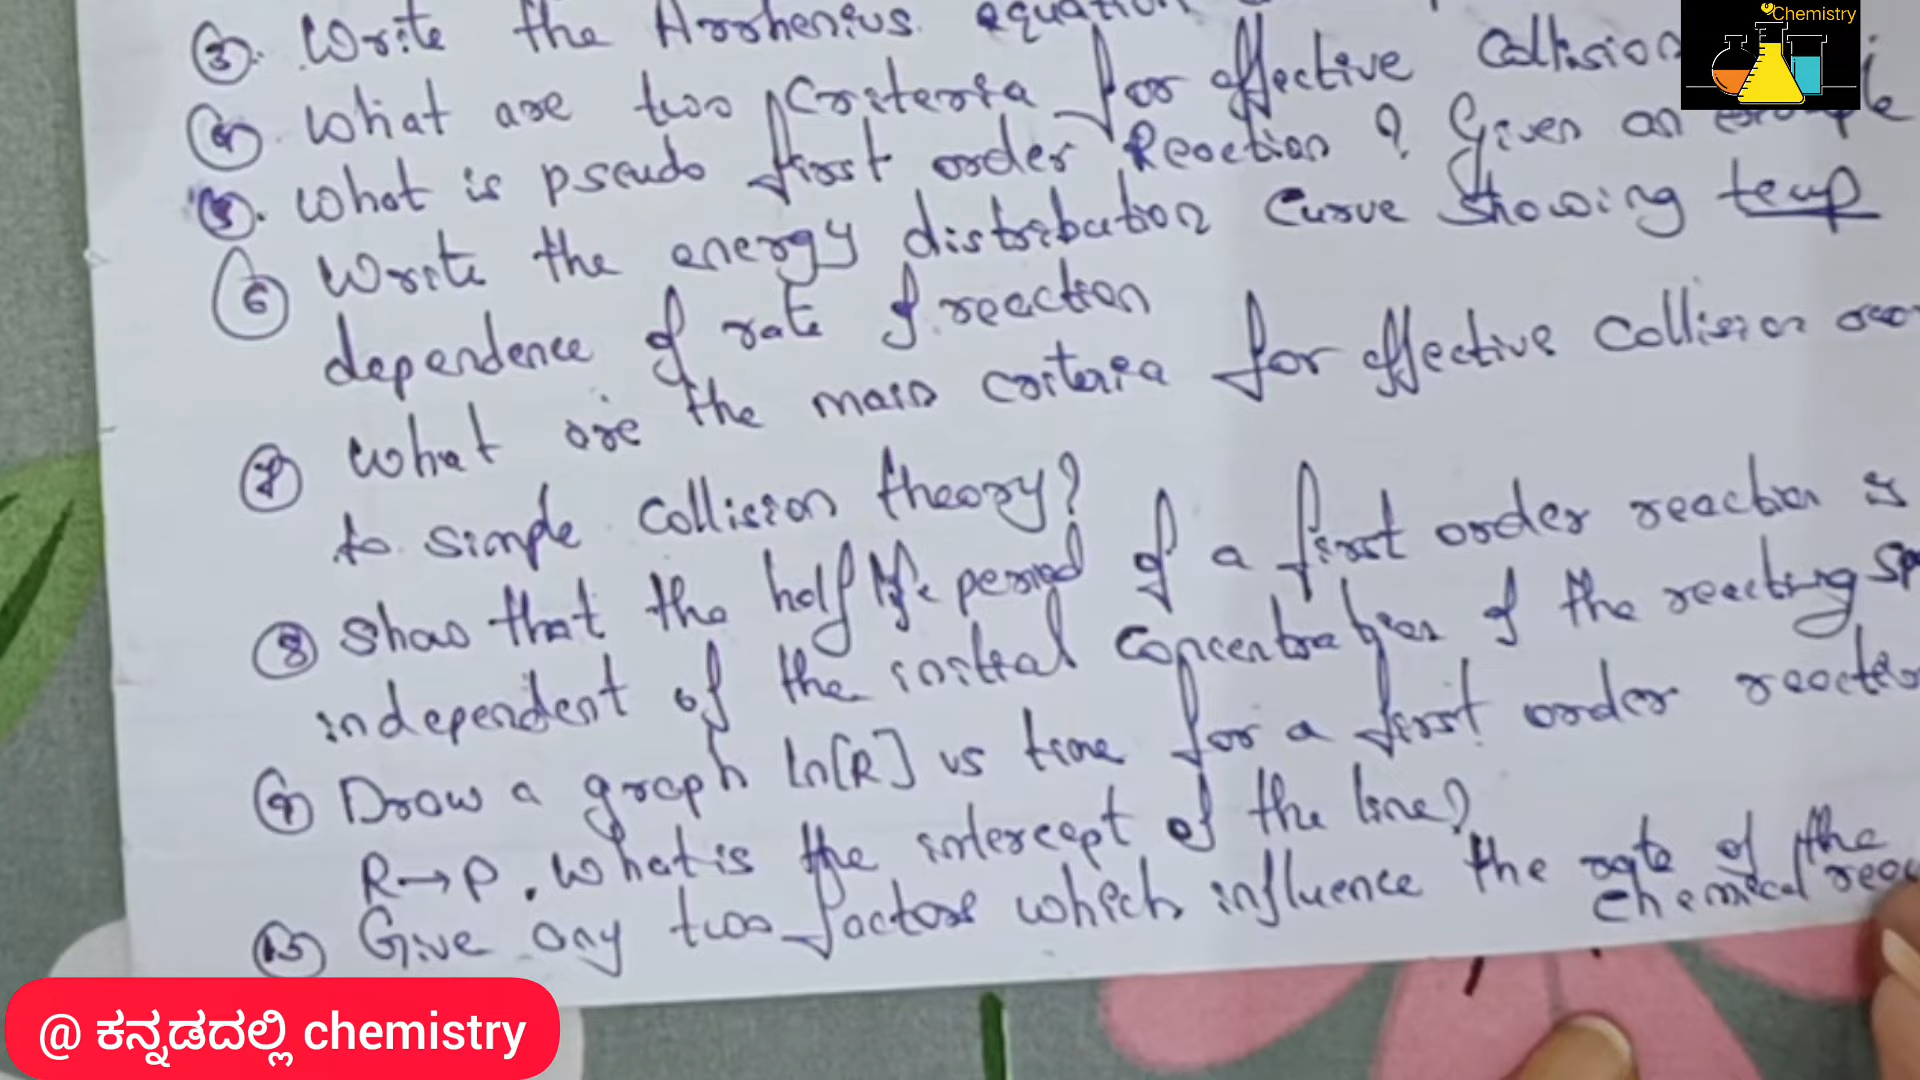 ③. Write the Arrhenius equation
④. What are two criteria for effective Collision
⑤. What is pseudo first order Reaction? Given an example
⑥ Write the energy distribution Curve Showing temp
dependence of rate of reaction
⑦ What are the main criteria for effective Collision
to simple Collision theory?
⑧ Show that the half life period of a first order reaction is
independent of the initial Concentration of the reacting
⑨ Draw a graph ln[R] vs time for a first order
R→P. What is the intercept of the line?
⑩ Give any two factors which influence the rate of the
chemical
Chemistry
@ ಕನ್ನಡದಲ್ಲಿ chemistry